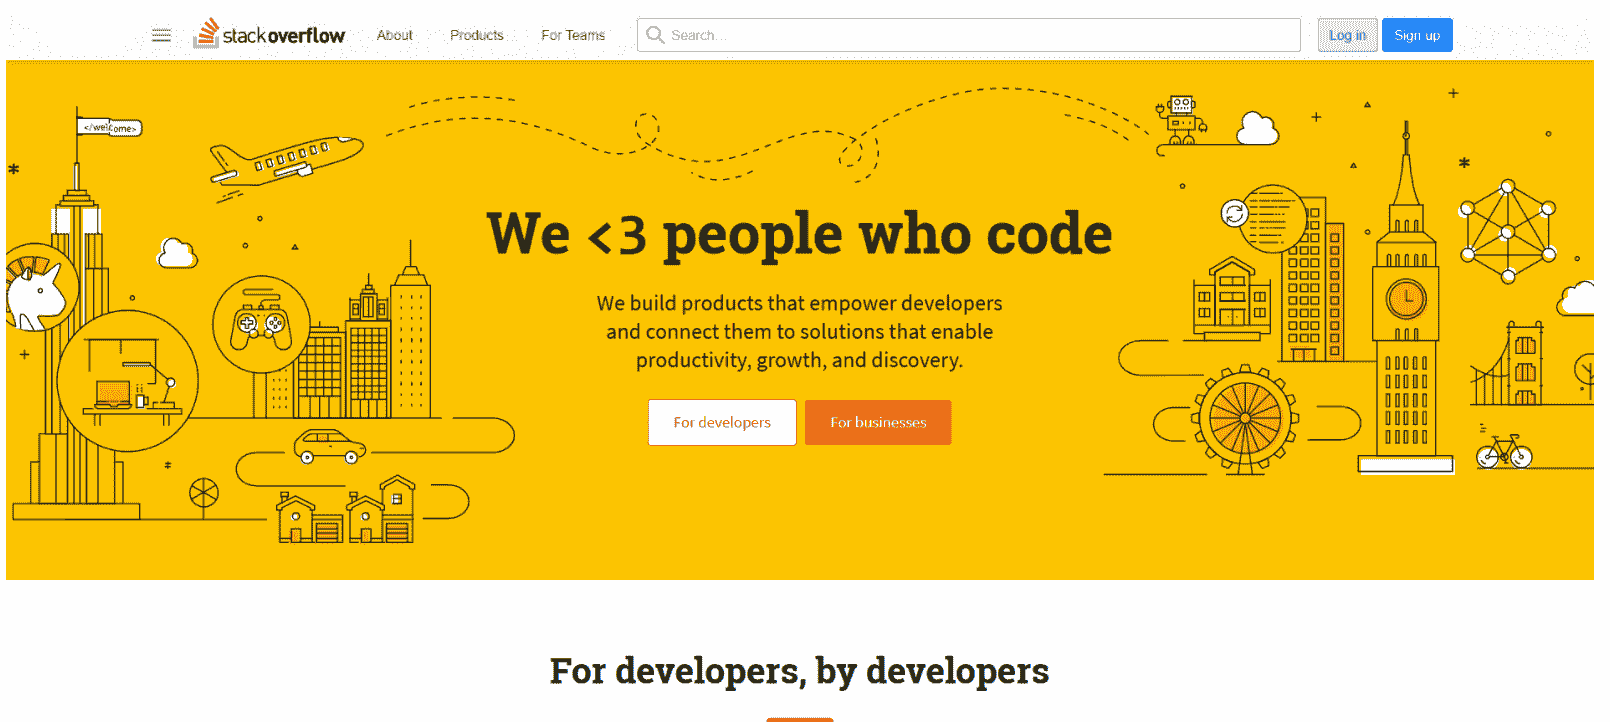 stackoverflow About Products For Teams Search... Log in Sign up
</welcome>
We <3 people who code
We build products that empower developers
and connect them to solutions that enable
productivity, growth, and discovery.
For developers For businesses
For developers, by developers